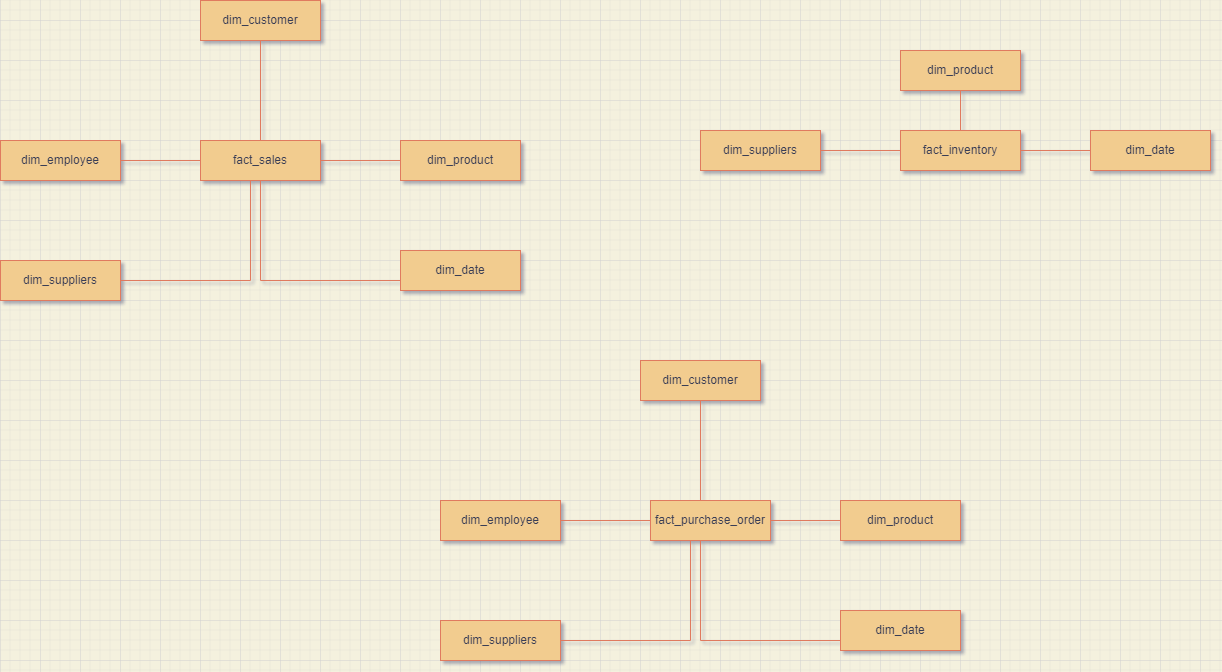 dim_customer
dim_employee
fact_sales
dim_product
dim_suppliers
dim_date
dim_product
dim_suppliers
fact_inventory
dim_date
dim_customer
dim_employee
fact_purchase_order
dim_product
dim_suppliers
dim_date